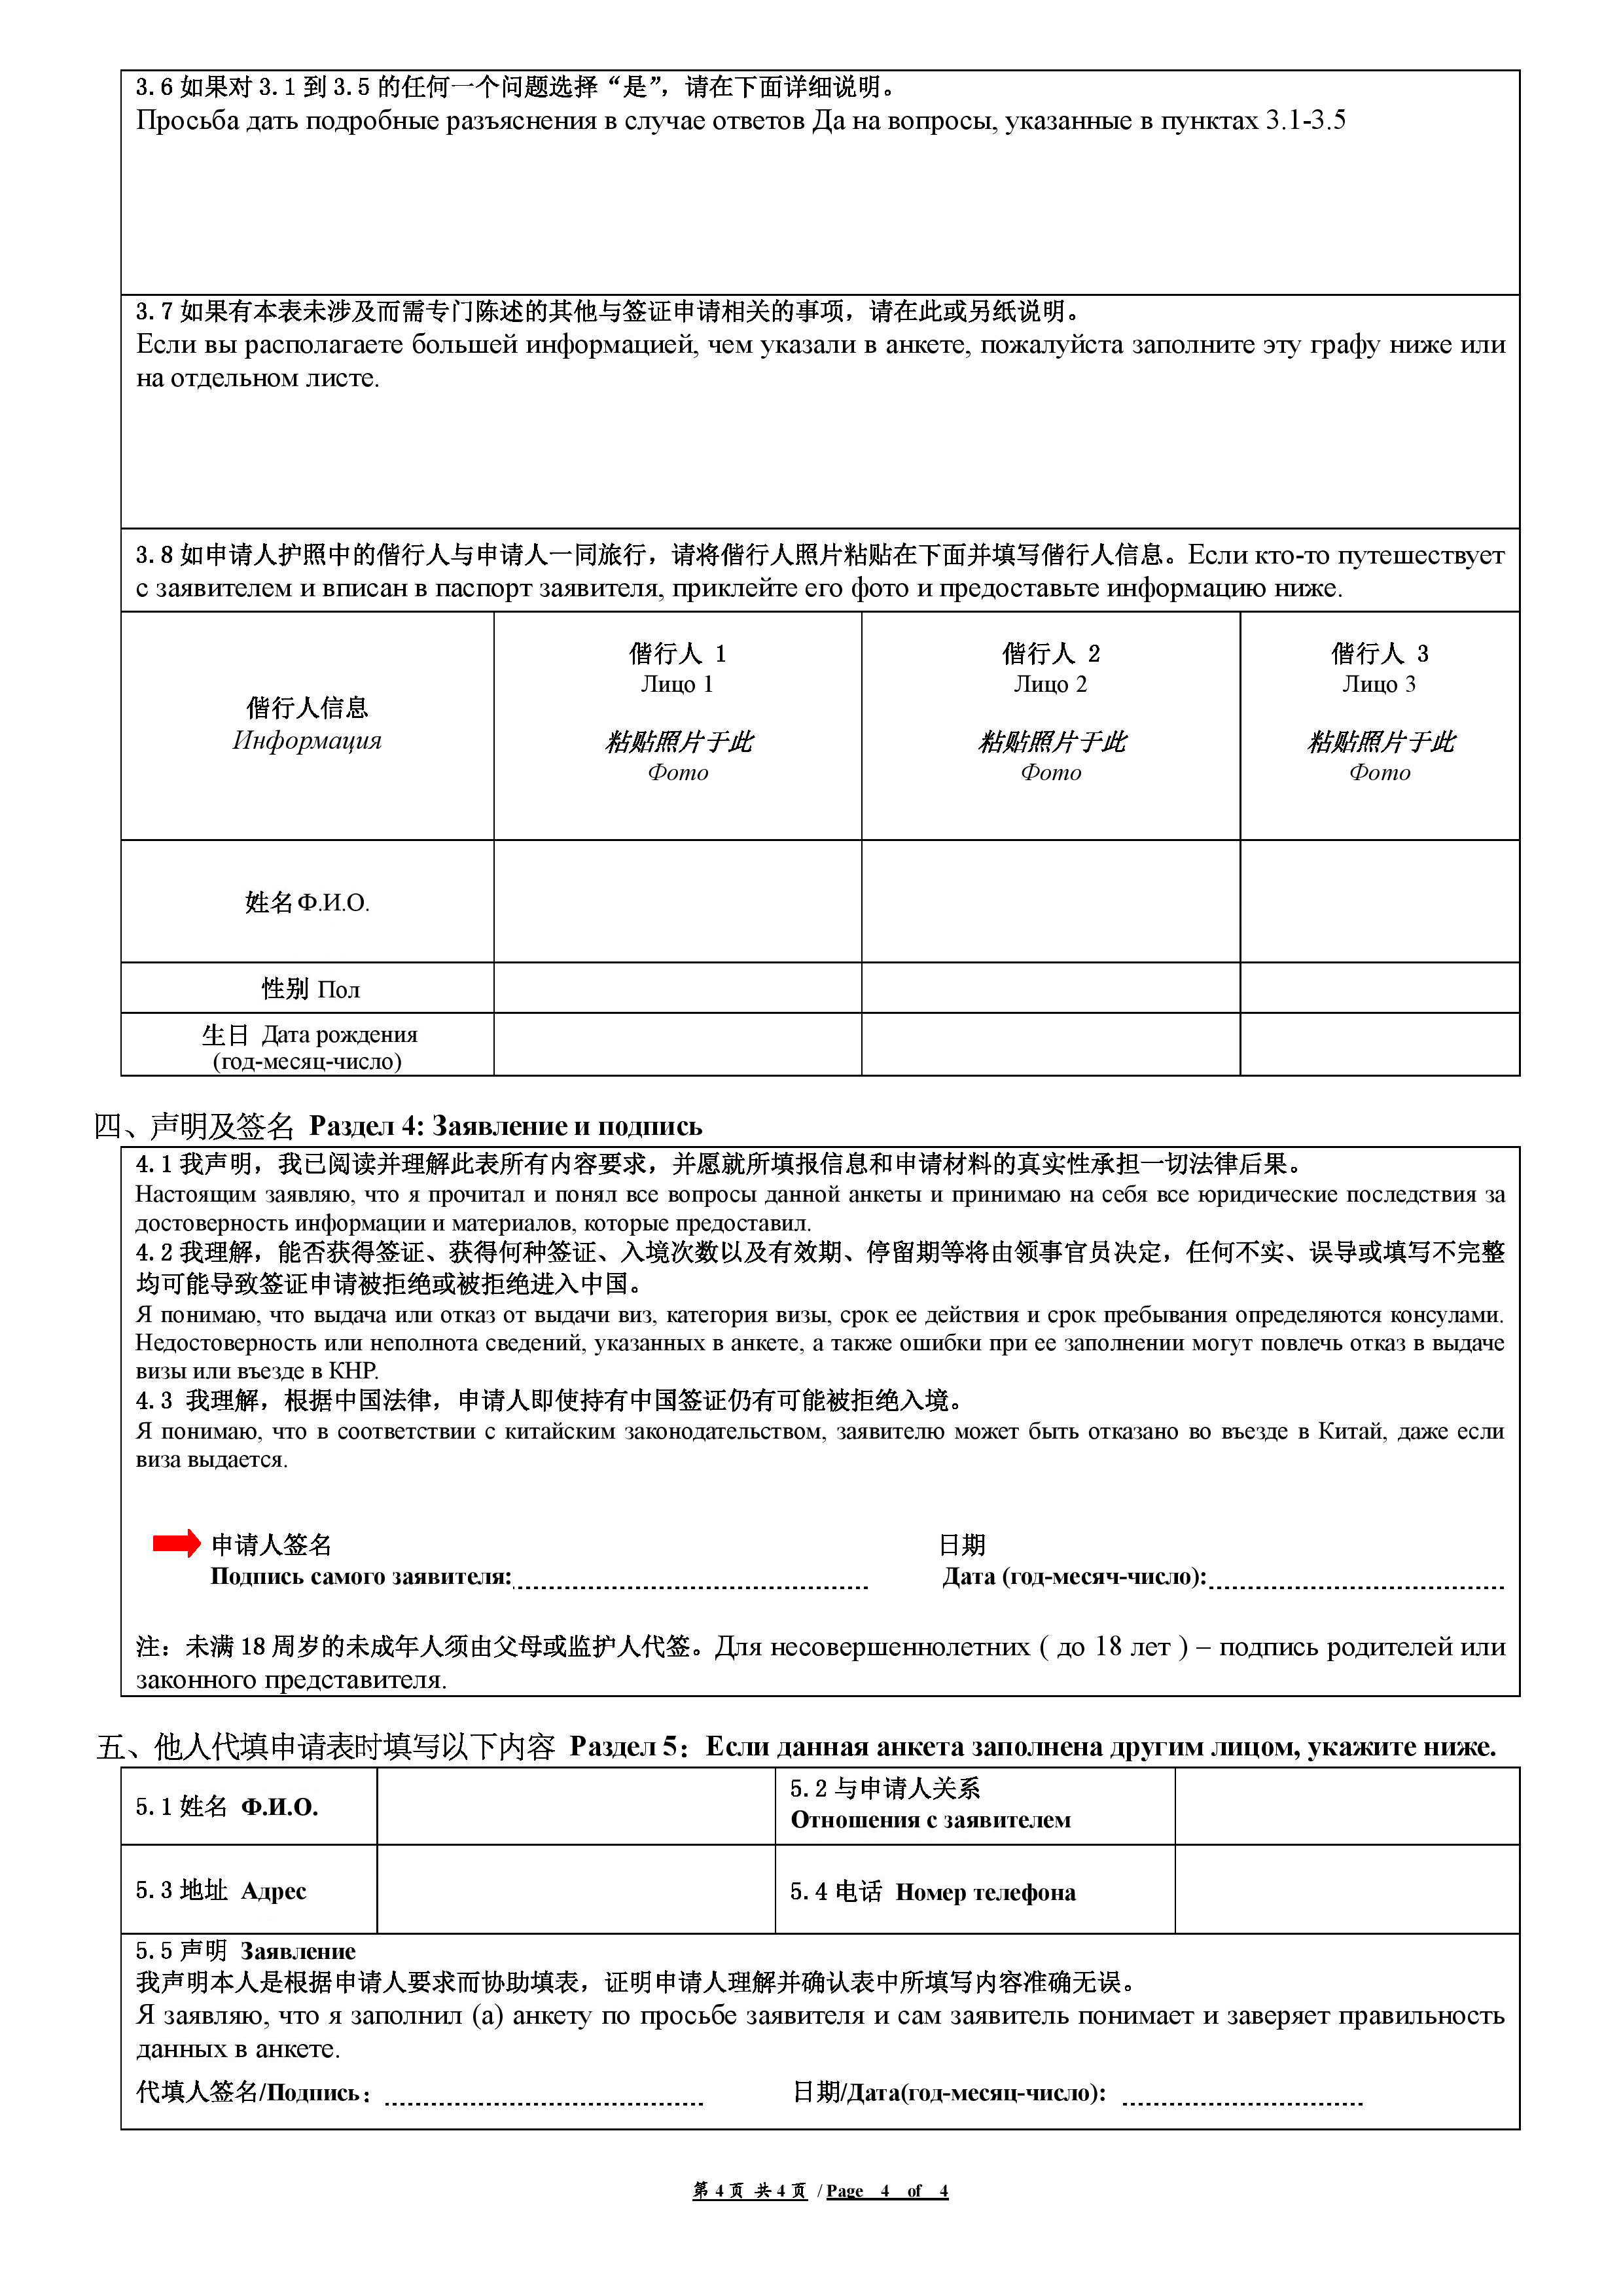 3.6如果对3.1到3.5的任何一个问题选择“是”，请在下面详细说明。
Просьба дать подробные разъяснения в случае ответов Да на вопросы, указанные в пунктах 3.1-3.5
3.7如果有本表未涉及而需专门陈述的其他与签证申请相关的事项，请在此或另纸说明。
Если вы располагаете большей информацией, чем указали в анкете, пожалуйста заполните эту графу ниже или
на отдельном листе.
3.8如申请人护照中的偕行人与申请人一同旅行，请将偕行人照片粘贴在下面并填写偕行人信息。Если кто-то путешествует
с заявителем и вписан в паспорт заявителя, приклейте его фото и предоставьте информацию ниже.
偕行人信息
Информация
偕行人 1
Лицо 1
粘贴照片于此
Фото
偕行人 2
Лицо 2
粘贴照片于此
Фото
偕行人 3
Лицо 3
粘贴照片于此
Фото
姓名Ф.И.О.
性别 Пол
生日 Дата рождения
(год-месяц-число)
四、声明及签名 Раздел 4: Заявление и подпись
4.1我声明，我已阅读并理解此表所有内容要求，并愿就所填报信息和申请材料的真实性承担一切法律后果。
Настоящим заявляю, что я прочитал и понял все вопросы данной анкеты и принимаю на себя все юридические последствия за
достоверность информации и материалов, которые предоставил.
4.2我理解，能否获得签证、获得何种签证、入境次数以及有效期、停留期等将由领事官员决定，任何不实、误导或填写不完整
均可能导致签证申请被拒绝或被拒绝进入中国。
Я понимаю, что выдача или отказ от выдачи виз, категория визы, срок ее действия и срок пребывания определяются консулами.
Недостоверность или неполнота сведений, указанных в анкете, а также ошибки при ее заполнении могут повлечь отказ в выдаче
визы или въезде в КНР.
4.3 我理解，根据中国法律，申请人即使持有中国签证仍有可能被拒绝入境。
Я понимаю, что в соответствии с китайским законодательством, заявителю может быть отказано во въезде в Китай, даже если
виза выдается.
申请人签名 日期
Подпись самого заявителя: Дата (год-месяч-число):
注：未满18周岁的未成年人须由父母或监护人代签。Для несовершеннолетних ( до 18 лет ) – подпись родителей или
законного представителя.
五、他人代填申请表时填写以下内容 Раздел 5：Если данная анкета заполнена другим лицом, укажите ниже.
5.1姓名 Ф.И.О.
5.2与申请人关系
Отношения с заявителем
5.3地址 Адрес
5.4电话 Номер телефона
5.5声明 Заявление
我声明本人是根据申请人要求而协助填表，证明申请人理解并确认表中所填写内容准确无误。
Я заявляю, что я заполнил (а) анкету по просьбе заявителя и сам заявитель понимает и заверяет правильность
данных в анкете.
代填人签名/Подпись： 日期/Дата(год-месяц-число):
第4页 共4页 / Page 4 of 4